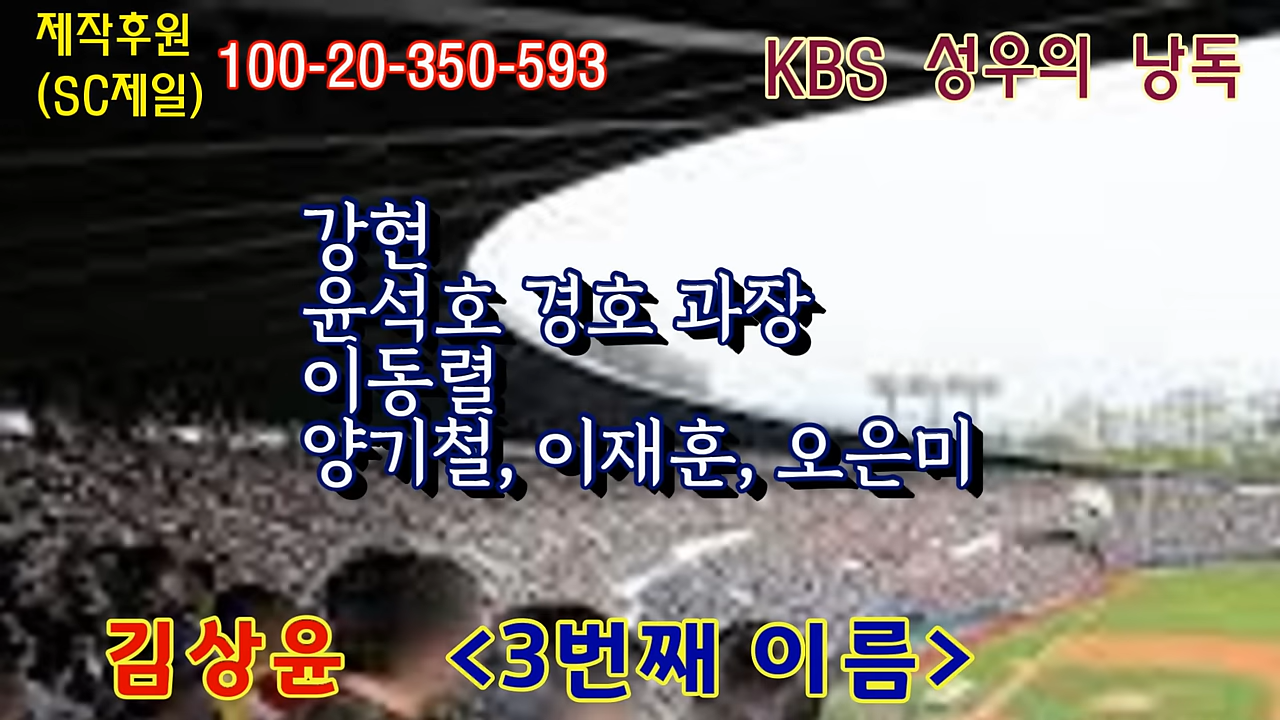 제작후원
(SC제일)
100-20-350-593
KBS 성우의 낭독
강현
윤석호 경호 과장
이동렬
양기철, 이재훈, 오은미
김상윤 <3번째 이름>